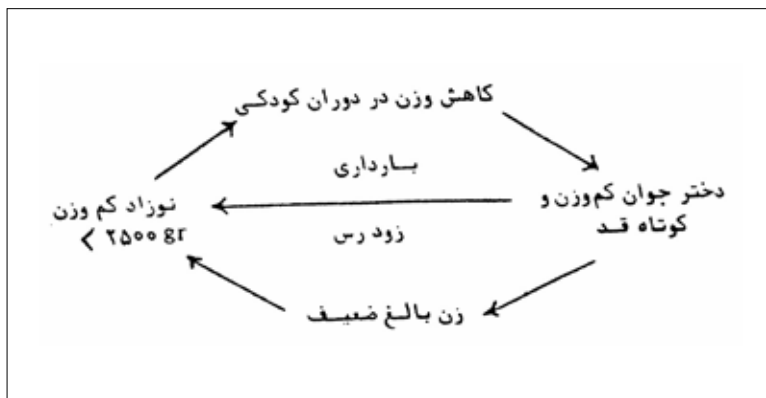 کاهش وزن در دوران کودکی
بارداری
دختر جوان کم‌وزن و
کوتاه قد
نوزاد کم وزن
< ۲۵۰۰ gr
زود رس
زن بالغ ضعیف